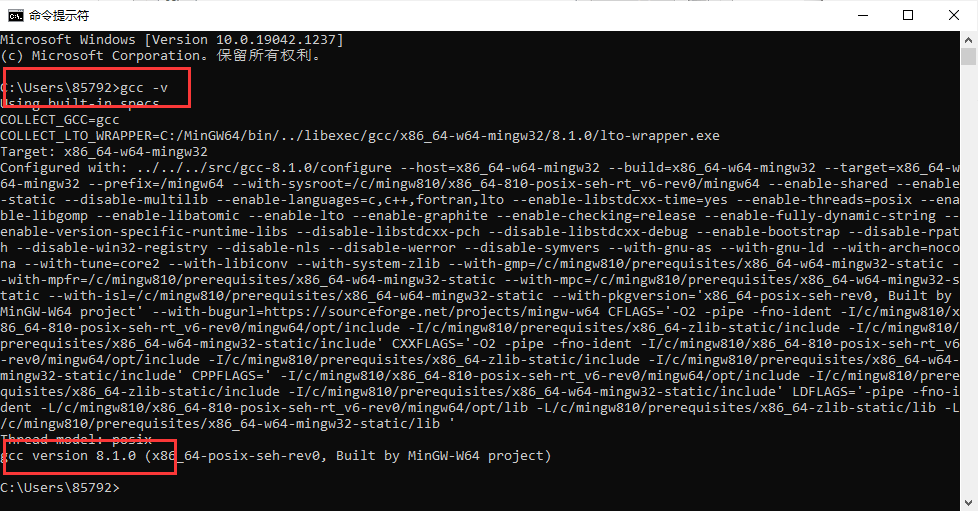 命令提示符
Microsoft Windows [Version 10.0.19042.1237]
(c) Microsoft Corporation。保留所有权利。
C:\Users\85792>gcc -v
Using built-in specs.
COLLECT_GCC=gcc
COLLECT_LTO_WRAPPER=C:/MinGW64/bin/../libexec/gcc/x86_64-w64-mingw32/8.1.0/lto-wrapper.exe
Target: x86_64-w64-mingw32
Configured with: ../../../src/gcc-8.1.0/configure --host=x86_64-w64-mingw32 --build=x86_64-w64-mingw32 --target=x86_64-w
64-mingw32 --prefix=/mingw64 --with-sysroot=/c/mingw810/x86_64-810-posix-seh-rt_v6-rev0/mingw64 --enable-shared --enable
-static --disable-multilib --enable-languages=c,c++,fortran,lto --enable-libstdcxx-time=yes --enable-threads=posix --ena
ble-libgomp --enable-libatomic --enable-lto --enable-graphite --enable-checking=release --enable-fully-dynamic-string --
enable-version-specific-runtime-libs --disable-libstdcxx-pch --disable-libstdcxx-debug --enable-bootstrap --disable-rpat
h --disable-win32-registry --disable-nls --disable-werror --disable-symvers --with-gnu-as --with-gnu-ld --with-arch=noco
na --with-tune=core2 --with-libiconv --with-system-zlib --with-gmp=/c/mingw810/prerequisites/x86_64-w64-mingw32-static -
-with-mpfr=/c/mingw810/prerequisites/x86_64-w64-mingw32-static --with-mpc=/c/mingw810/prerequisites/x86_64-w64-mingw32-s
tatic --with-isl=/c/mingw810/prerequisites/x86_64-w64-mingw32-static --with-pkgversion='x86_64-posix-seh-rev0, Built by
MinGW-W64 project' --with-bugurl=https://sourceforge.net/projects/mingw-w64 CFLAGS='-O2 -pipe -fno-ident -I/c/mingw810/x
86_64-810-posix-seh-rt_v6-rev0/mingw64/opt/include -I/c/mingw810/prerequisites/x86_64-zlib-static/include -I/c/mingw810/
prerequisites/x86_64-w64-mingw32-static/include' CXXFLAGS='-O2 -pipe -fno-ident -I/c/mingw810/x86_64-810-posix-seh-rt_v6
-rev0/mingw64/opt/include -I/c/mingw810/prerequisites/x86_64-zlib-static/include -I/c/mingw810/prerequisites/x86_64-w64-
mingw32-static/include' CPPFLAGS=' -I/c/mingw810/x86_64-810-posix-seh-rt_v6-rev0/mingw64/opt/include -I/c/mingw810/prere
quisites/x86_64-zlib-static/include -I/c/mingw810/prerequisites/x86_64-w64-mingw32-static/include' LDFLAGS='-pipe -fno-i
dent -L/c/mingw810/x86_64-810-posix-seh-rt_v6-rev0/mingw64/opt/lib -L/c/mingw810/prerequisites/x86_64-zlib-static/lib -L
/c/mingw810/prerequisites/x86_64-w64-mingw32-static/lib '
Thread model: posix
gcc version 8.1.0 (x86_64-posix-seh-rev0, Built by MinGW-W64 project)
C:\Users\85792>